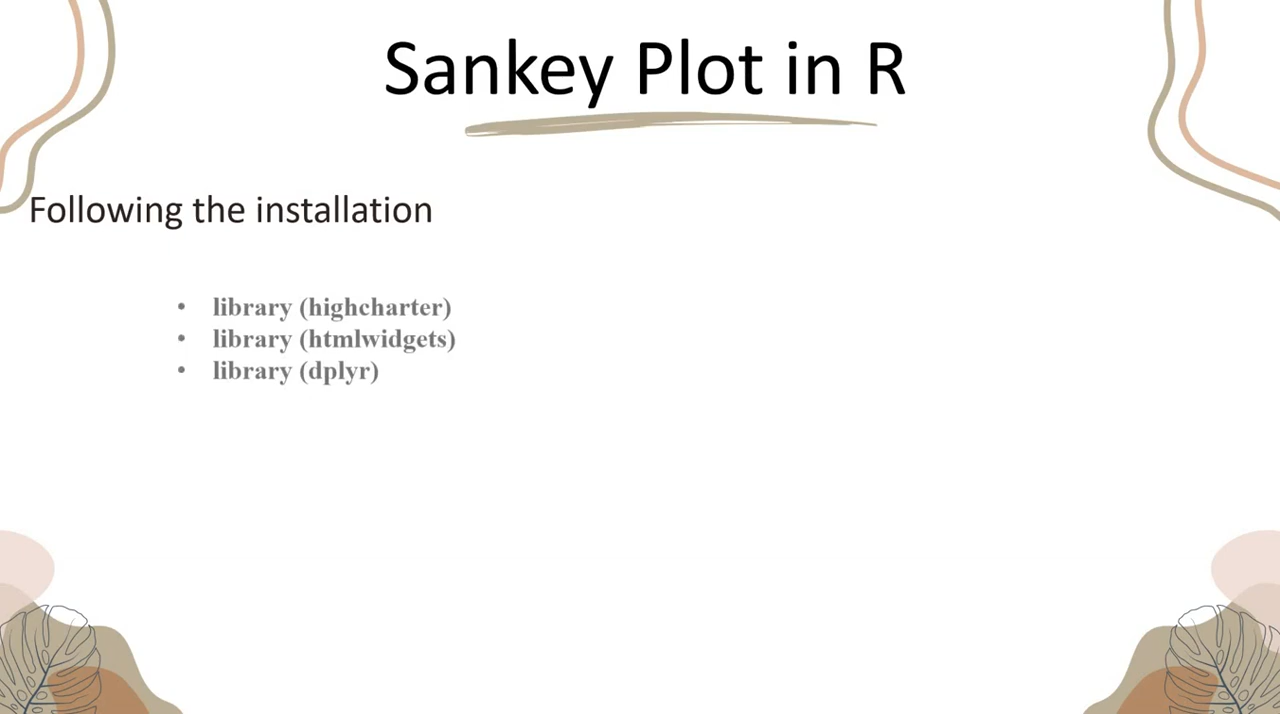 Sankey Plot in R
Following the installation
• library (highcharter)
• library (htmlwidgets)
• library (dplyr)